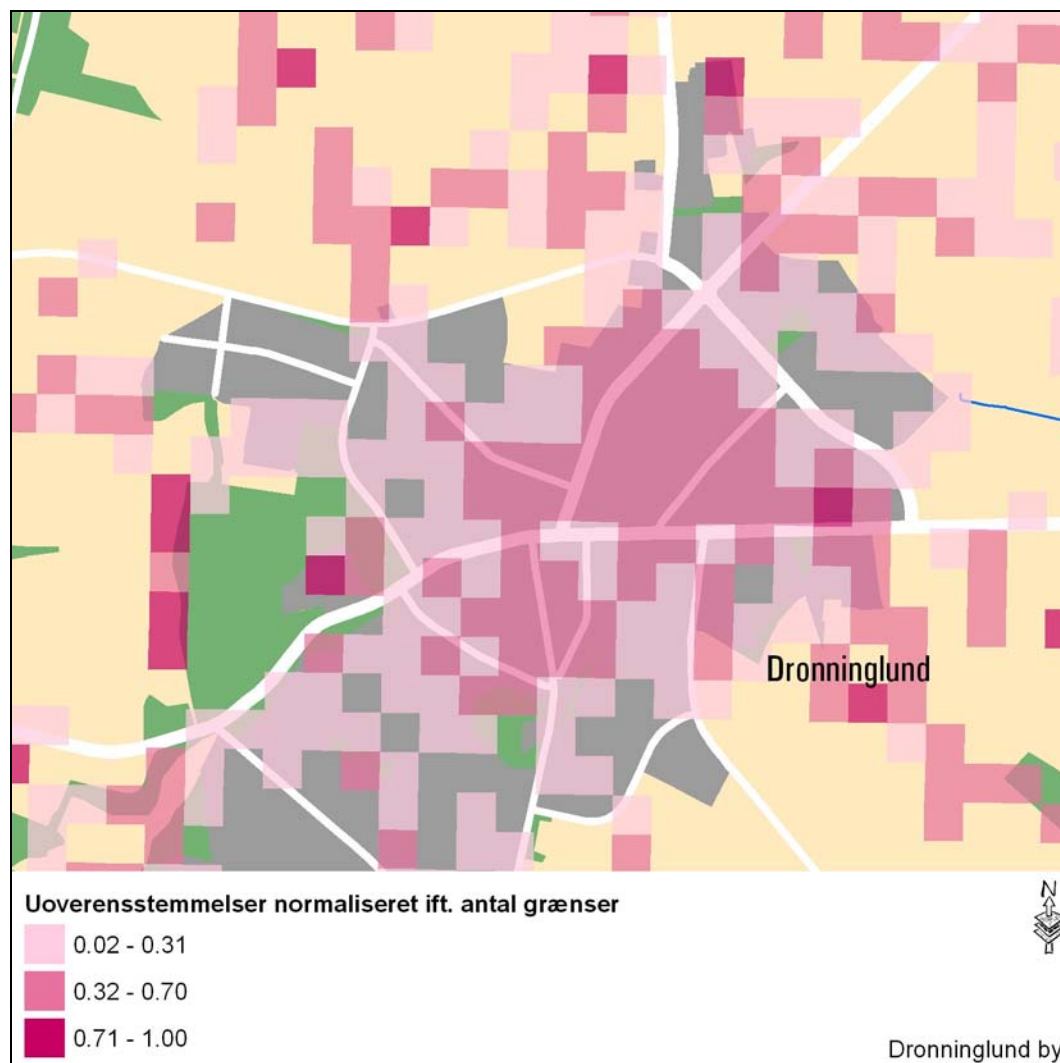 Dronninglund
Uoverensstemmelser normaliseret ift. antal grænser
0.02 - 0.31
0.32 - 0.70
0.71 - 1.00
N
Dronninglund by